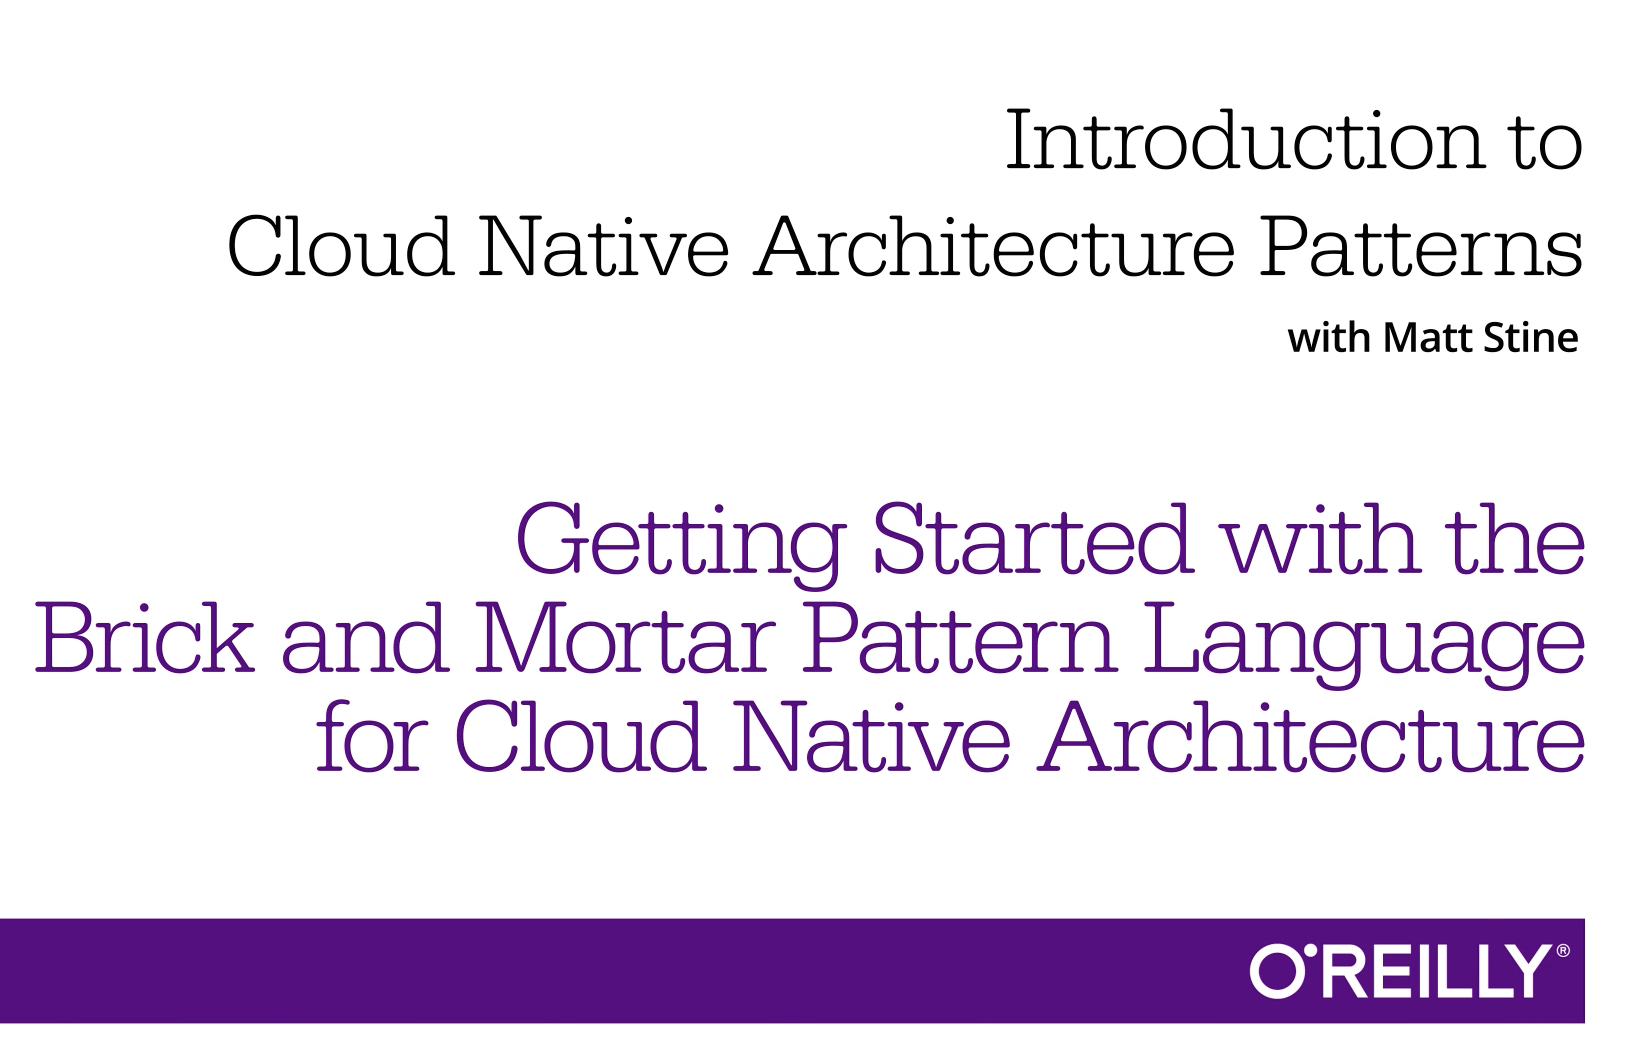 Introduction to
Cloud Native Architecture Patterns
with Matt Stine
Getting Started with the
Brick and Mortar Pattern Language
for Cloud Native Architecture
O'REILLY®